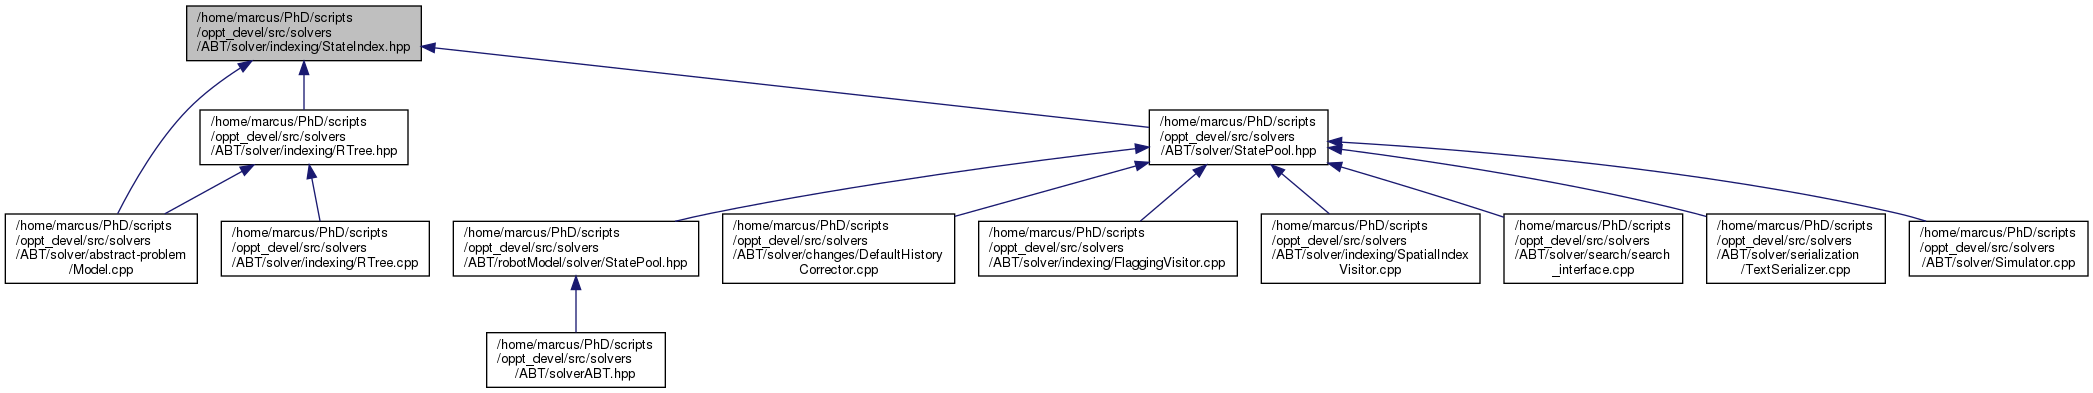 /home/marcus/PhD/scripts
/oppt_devel/src/solvers
/ABT/solver/indexing/StateIndex.hpp
/home/marcus/PhD/scripts
/oppt_devel/src/solvers
/ABT/solver/indexing/RTree.hpp
/home/marcus/PhD/scripts
/oppt_devel/src/solvers
/ABT/solver/StatePool.hpp
/home/marcus/PhD/scripts
/oppt_devel/src/solvers
/ABT/solver/abstract-problem
/Model.cpp
/home/marcus/PhD/scripts
/oppt_devel/src/solvers
/ABT/solver/indexing/RTree.cpp
/home/marcus/PhD/scripts
/oppt_devel/src/solvers
/ABT/robotModel/solver/StatePool.hpp
/home/marcus/PhD/scripts
/oppt_devel/src/solvers
/ABT/solver/changes/DefaultHistory
Corrector.cpp
/home/marcus/PhD/scripts
/oppt_devel/src/solvers
/ABT/solver/indexing/FlaggingVisitor.cpp
/home/marcus/PhD/scripts
/oppt_devel/src/solvers
/ABT/solver/indexing/SpatialIndex
Visitor.cpp
/home/marcus/PhD/scripts
/oppt_devel/src/solvers
/ABT/solver/search/search
_interface.cpp
/home/marcus/PhD/scripts
/oppt_devel/src/solvers
/ABT/solver/serialization
/TextSerializer.cpp
/home/marcus/PhD/scripts
/oppt_devel/src/solvers
/ABT/solver/Simulator.cpp
/home/marcus/PhD/scripts
/oppt_devel/src/solvers
/ABT/solverABT.hpp